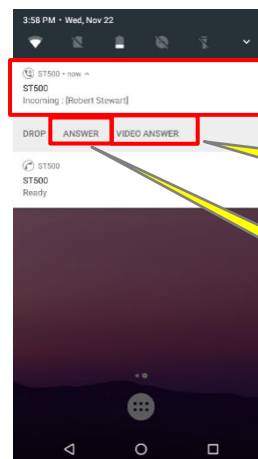 3:58 PM • Wed, Nov 22
ST500 • now
ST500
Incoming : [Robert Stewart]
DROP ANSWER VIDEO ANSWER
ST500
ST500
Ready